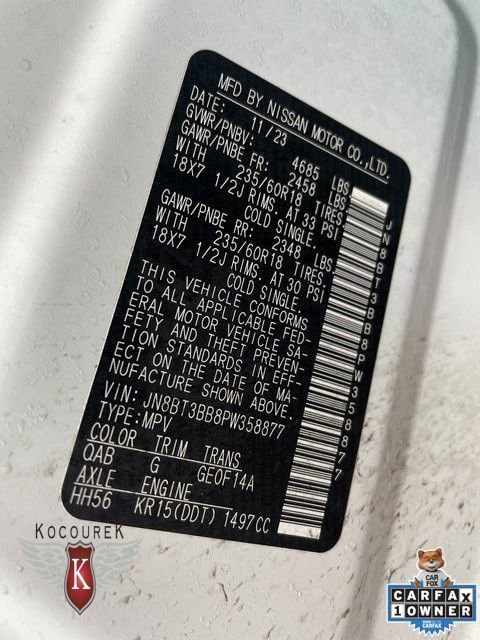 MFD BY NISSAN MOTOR CO.,LTD.
DATE: 11/23
GVWR/PNBV: 4685 LBS
GAWR/PNBE FR: 2458 LBS
WITH 235/60R18 TIRES
18X7 1/2J RIMS, AT 33 PSI
COLD SINGLE.
GAWR/PNBE RR: 2348 LBS
WITH 235/60R18 TIRES,
18X7 1/2J RIMS, AT 30 PSI
COLD SINGLE.
THIS VEHICLE CONFORMS
TO ALL APPLICABLE FED-
ERAL MOTOR VEHICLE SA-
FETY AND THEFT PREVEN-
TION STANDARDS IN EFF-
ECT ON THE DATE OF MA-
NUFACTURE SHOWN ABOVE.
VIN: JN8BT3BB8PW358877
TYPE: MPV
COLOR TRIM TRANS
QAB G GE0F14A
AXLE ENGINE
HH56 KR15(DDT) 1497CC
JN8BT3BB8PW358877
KOCOUREK
K
CAR
FOX
CARFAX
1 OWNER
CARFAX